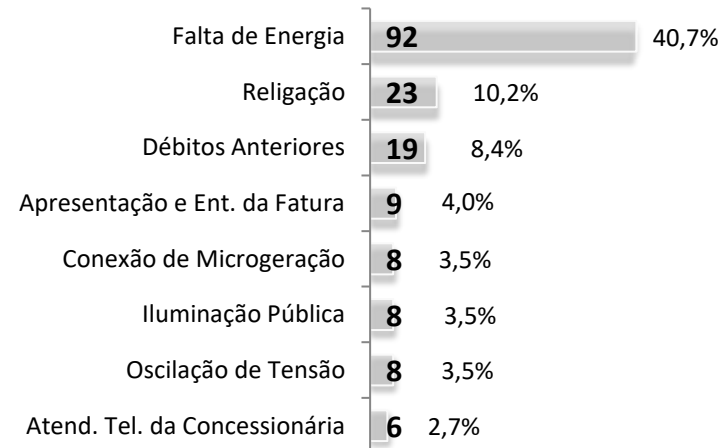 Falta de Energia 92 40,7%
Religação 23 10,2%
Débitos Anteriores 19 8,4%
Apresentação e Ent. da Fatura 9 4,0%
Conexão de Microgeração 8 3,5%
Iluminação Pública 8 3,5%
Oscilação de Tensão 8 3,5%
Atend. Tel. da Concessionária 6 2,7%